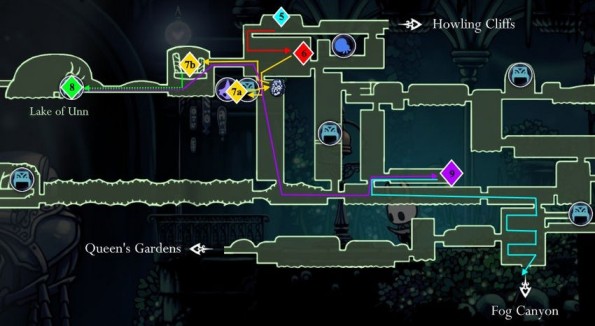 5
Howling Cliffs
6
7b
8
7a
Lake of Unn
9
Queen's Gardens
Fog Canyon